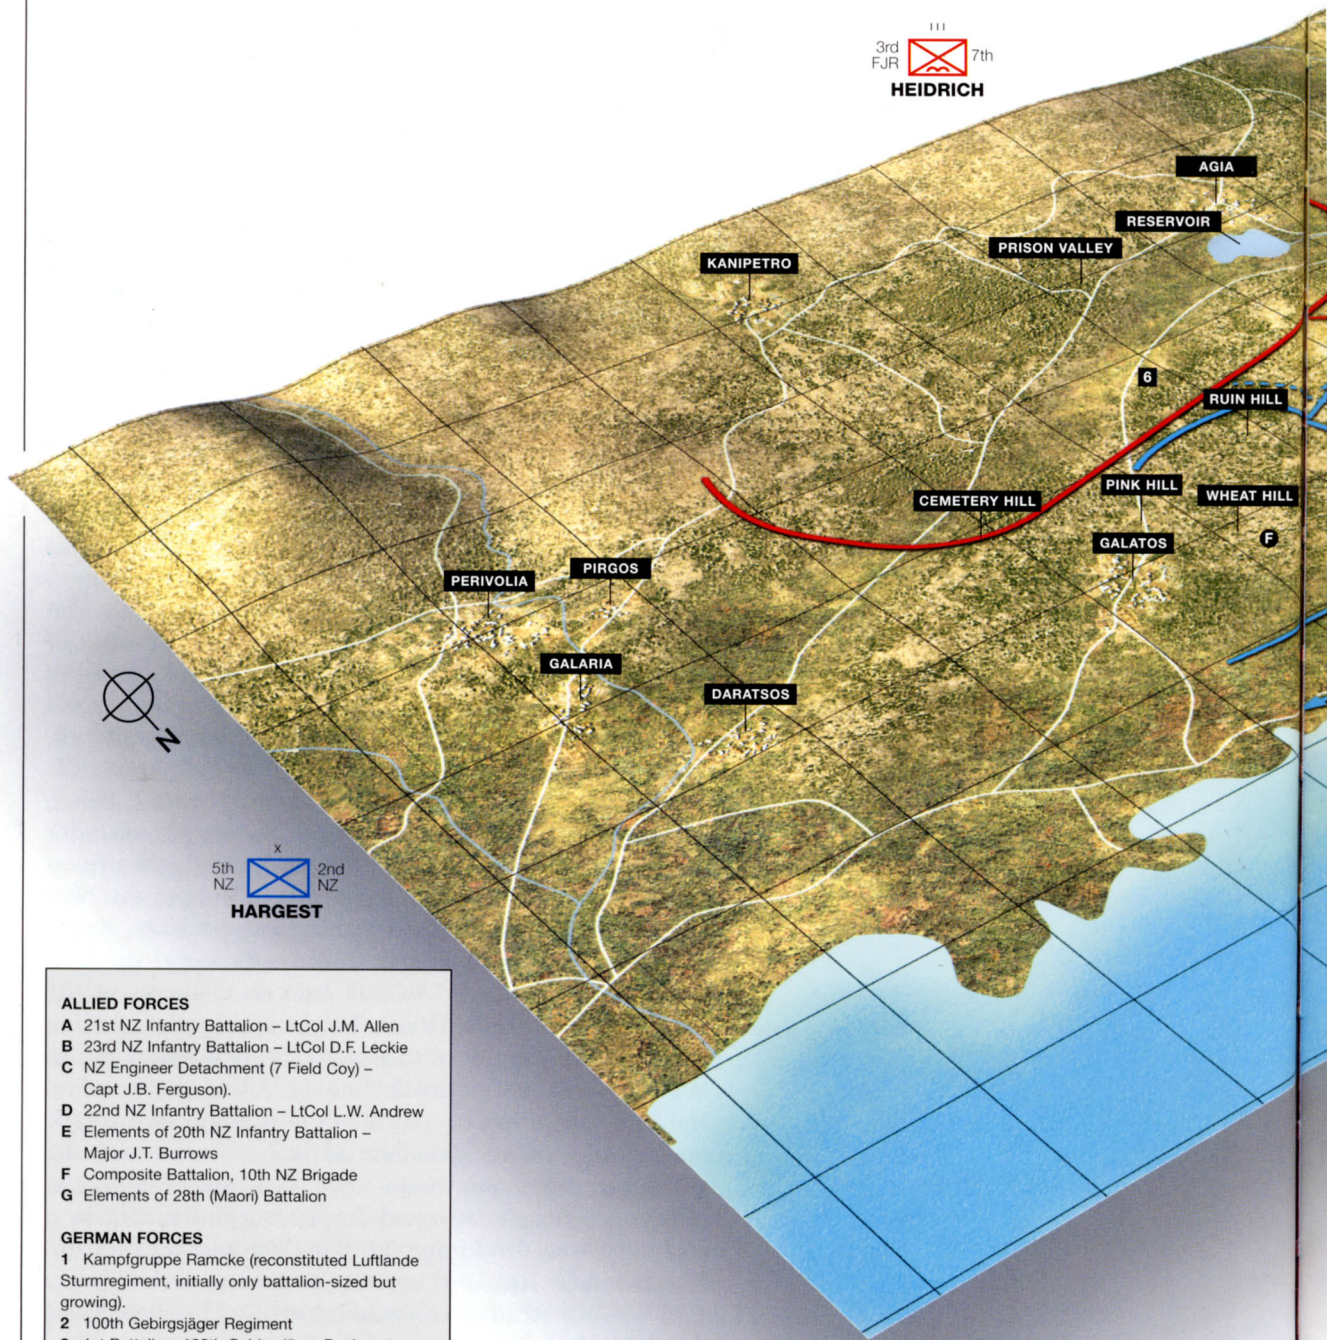 III
3rd
FJR
7th
HEIDRICH
AGIA
RESERVOIR
PRISON VALLEY
KANIPETRO
6
RUIN HILL
PINK HILL
WHEAT HILL
CEMETERY HILL
F
GALATOS
PIRGOS
PERIVOLIA
GALARIA
DARATSOS
N
X
5th
NZ
2nd
NZ
HARGEST
ALLIED FORCES
A 21st NZ Infantry Battalion – LtCol J.M. Allen
B 23rd NZ Infantry Battalion – LtCol D.F. Leckie
C NZ Engineer Detachment (7 Field Coy) –
Capt J.B. Ferguson).
D 22nd NZ Infantry Battalion – LtCol L.W. Andrew
E Elements of 20th NZ Infantry Battalion –
Major J.T. Burrows
F Composite Battalion, 10th NZ Brigade
G Elements of 28th (Maori) Battalion
GERMAN FORCES
1 Kampfgruppe Ramcke (reconstituted Luftlande
Sturmregiment, initially only battalion-sized but
growing).
2 100th Gebirgsjäger Regiment